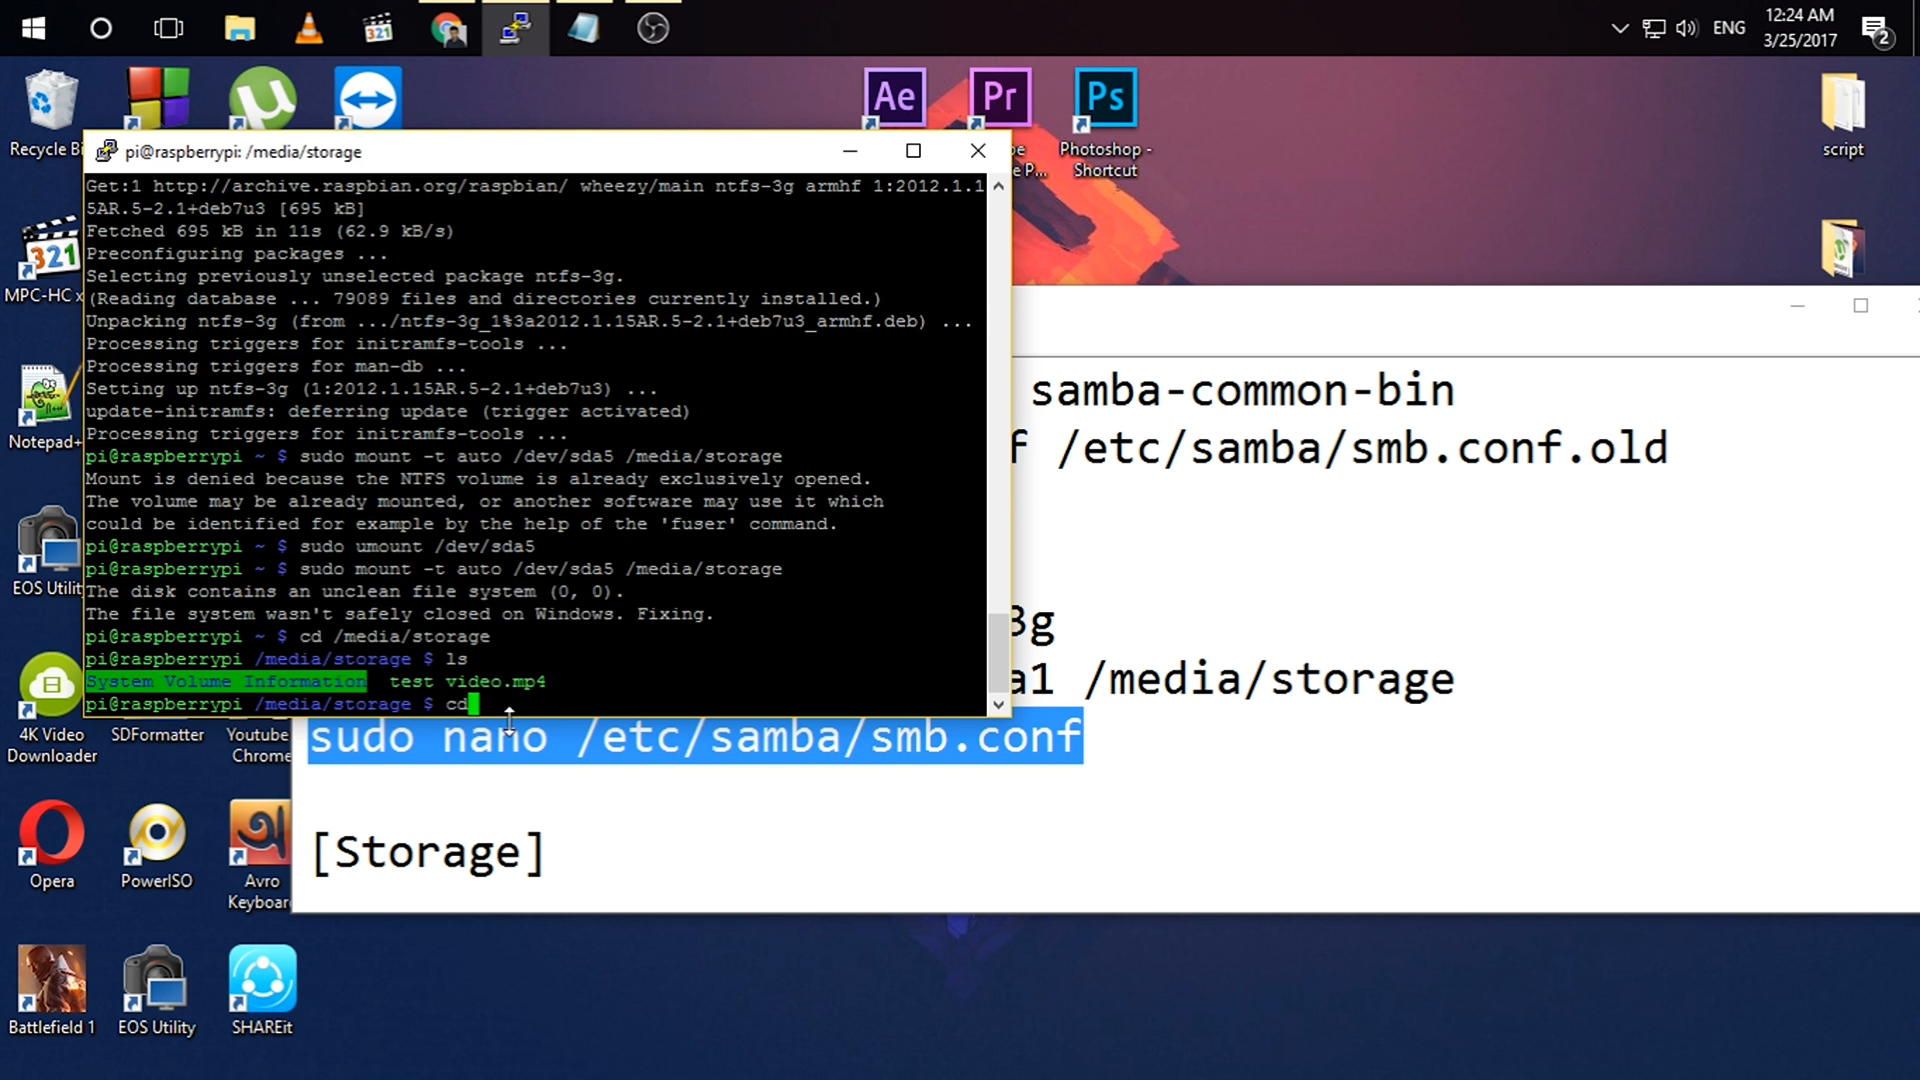 ENG
12:24 AM
3/25/2017
2
321
Ae
Pr
Ps
Recycle Bi
Photoshop -
Shortcut
e P...
script
pi@raspberrypi: /media/storage
Get:1 http://archive.raspbian.org/raspbian/ wheezy/main ntfs-3g armhf 1:2012.1.1
5AR.5-2.1+deb7u3 [695 kB]
Fetched 695 kB in 11s (62.9 kB/s)
Preconfiguring packages ...
Selecting previously unselected package ntfs-3g.
(Reading database ... 79089 files and directories currently installed.)
Unpacking ntfs-3g (from .../ntfs-3g_1%3a2012.1.15AR.5-2.1+deb7u3_armhf.deb) ...
Processing triggers for initramfs-tools ...
Processing triggers for man-db ...
Setting up ntfs-3g (1:2012.1.15AR.5-2.1+deb7u3) ...
update-initramfs: deferring update (trigger activated)
Processing triggers for initramfs-tools ...
pi@raspberrypi ~ $ sudo mount -t auto /dev/sda5 /media/storage
Mount is denied because the NTFS volume is already exclusively opened.
The volume may be already mounted, or another software may use it which
could be identified for example by the help of the 'fuser' command.
pi@raspberrypi ~ $ sudo umount /dev/sda5
pi@raspberrypi ~ $ sudo mount -t auto /dev/sda5 /media/storage
The disk contains an unclean file system (0, 0).
The file system wasn't safely closed on Windows. Fixing.
pi@raspberrypi ~ $ cd /media/storage
pi@raspberrypi /media/storage $ ls
System Volume Information  test video.mp4
pi@raspberrypi /media/storage $ cd
samba-common-bin
f /etc/samba/smb.conf.old
3g
a1 /media/storage
sudo nano /etc/samba/smb.conf
[Storage]
321
MPC-HC x
Notepad+
EOS Utilit
4K Video
Downloader
SDFormatter
Youtube
Chrome
Opera
PowerISO
অ
Avro
Keyboar
Battlefield 1
EOS Utility
SHAREit